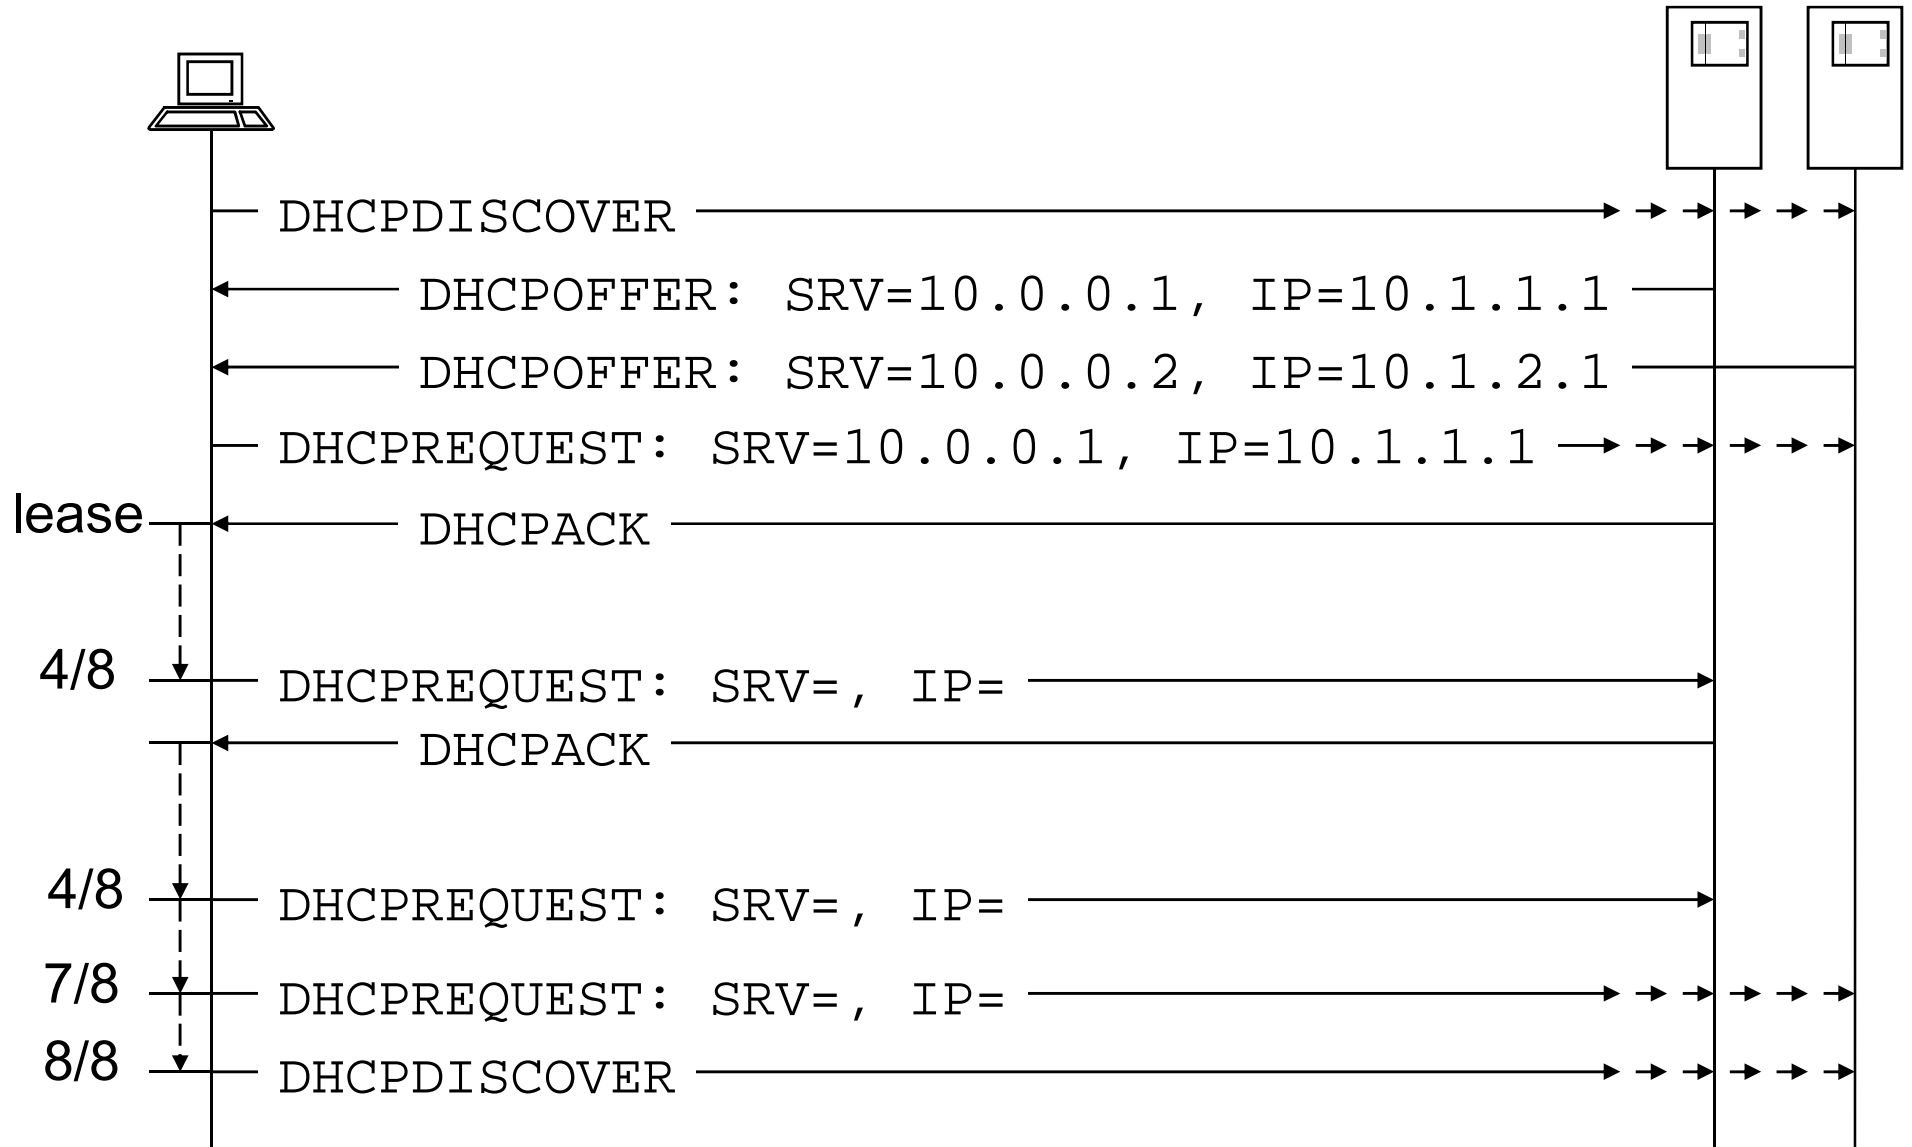 DHCPDISCOVER
DHCPOFFER: SRV=10.0.0.1, IP=10.1.1.1
DHCPOFFER: SRV=10.0.0.2, IP=10.1.2.1
DHCPREQUEST: SRV=10.0.0.1, IP=10.1.1.1
lease DHCPACK
4/8 DHCPREQUEST: SRV=, IP=
DHCPACK
4/8 DHCPREQUEST: SRV=, IP=
7/8 DHCPREQUEST: SRV=, IP=
8/8 DHCPDISCOVER